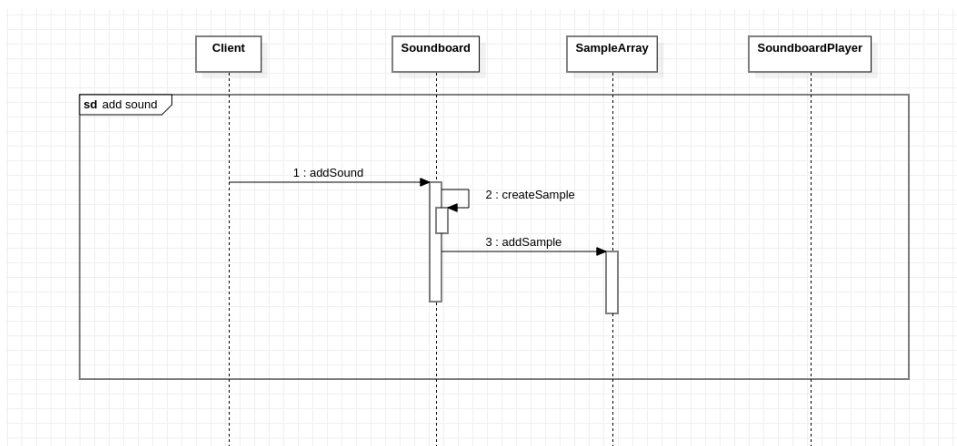 Client
Soundboard
SampleArray
SoundboardPlayer
sd add sound
1 : addSound
2 : createSample
3 : addSample